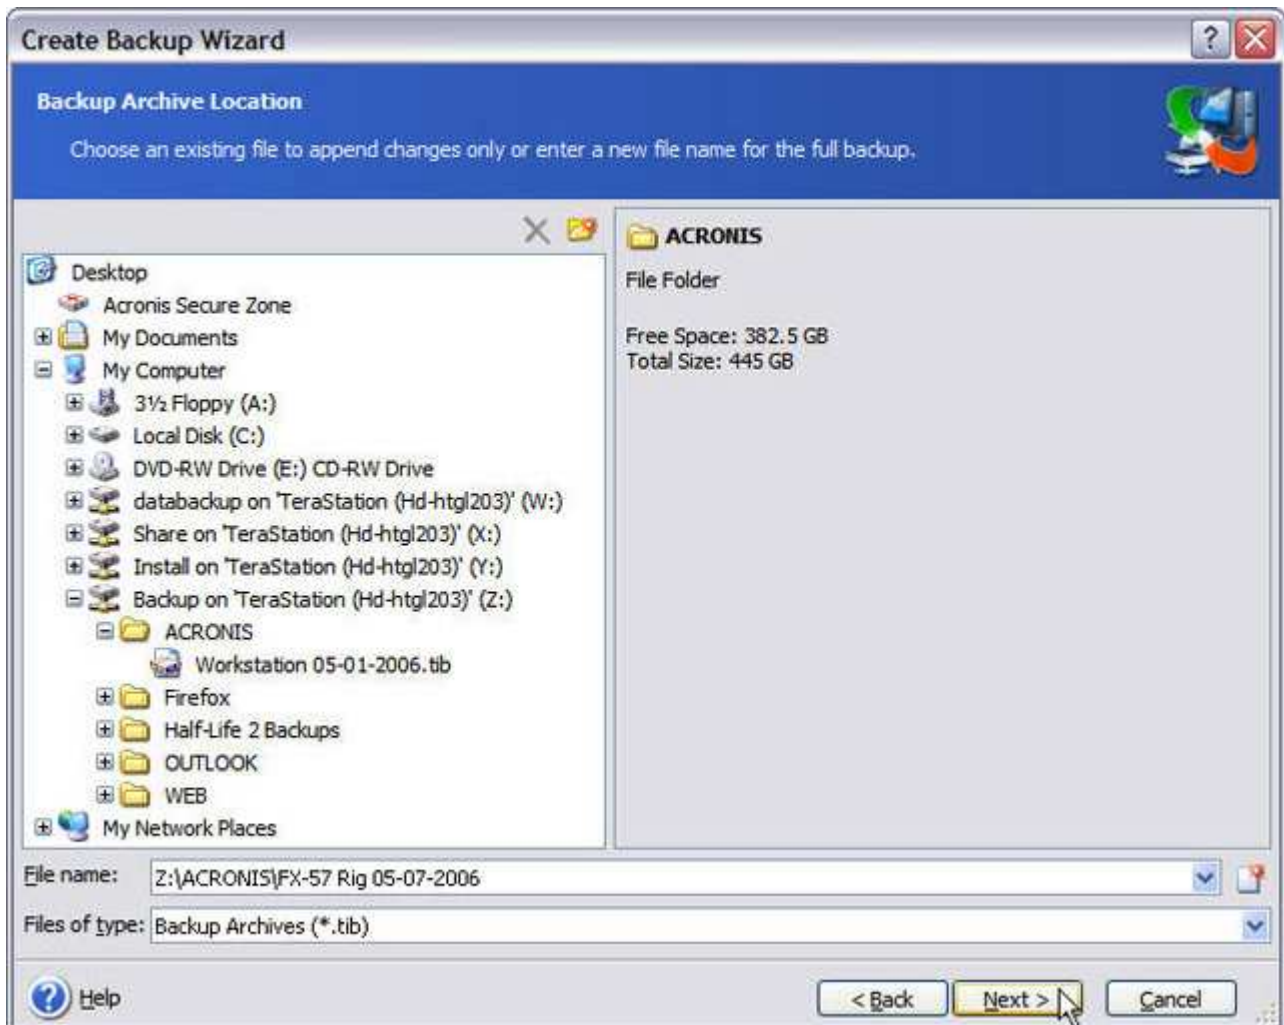 Create Backup Wizard
Backup Archive Location
Choose an existing file to append changes only or enter a new file name for the full backup.
Desktop
Acronis Secure Zone
My Documents
My Computer
3½ Floppy (A:)
Local Disk (C:)
DVD-RW Drive (E:) CD-RW Drive
databackup on 'TeraStation (Hd-htgl203)' (W:)
Share on 'TeraStation (Hd-htgl203)' (X:)
Install on 'TeraStation (Hd-htgl203)' (Y:)
Backup on 'TeraStation (Hd-htgl203)' (Z:)
ACRONIS
Workstation 05-01-2006.tib
Firefox
Half-Life 2 Backups
OUTLOOK
WEB
My Network Places
ACRONIS
File Folder
Free Space: 382.5 GB
Total Size: 445 GB
File name: Z:\ACRONIS\FX-57 Rig 05-07-2006
Files of type: Backup Archives (*.tib)
Help
< Back
Next >
Cancel